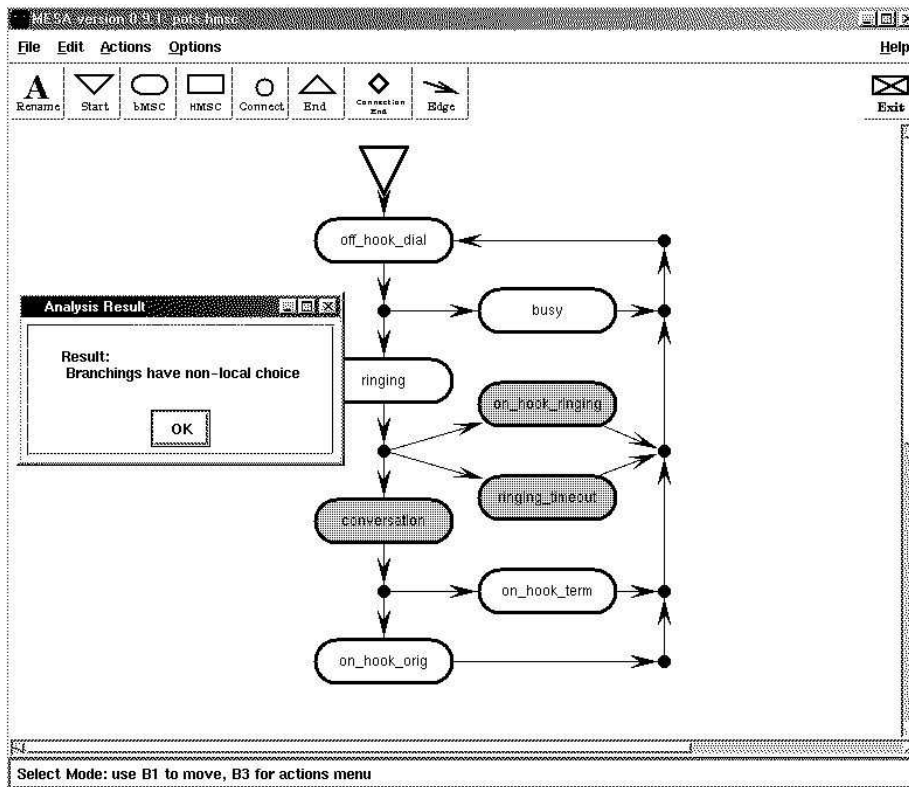 MESA version 0.9.1: pots.hmsc
File Edit Actions Options Help
Rename Start bMSC HMSC Connect End Connection End Edge Exit
off_hook_dial
Analysis Result
busy
Result:
Branchings have non-local choice
ringing
on_hook_ringing
OK
ringing_timeout
conversation
on_hook_term
on_hook_orig
Select Mode: use B1 to move, B3 for actions menu